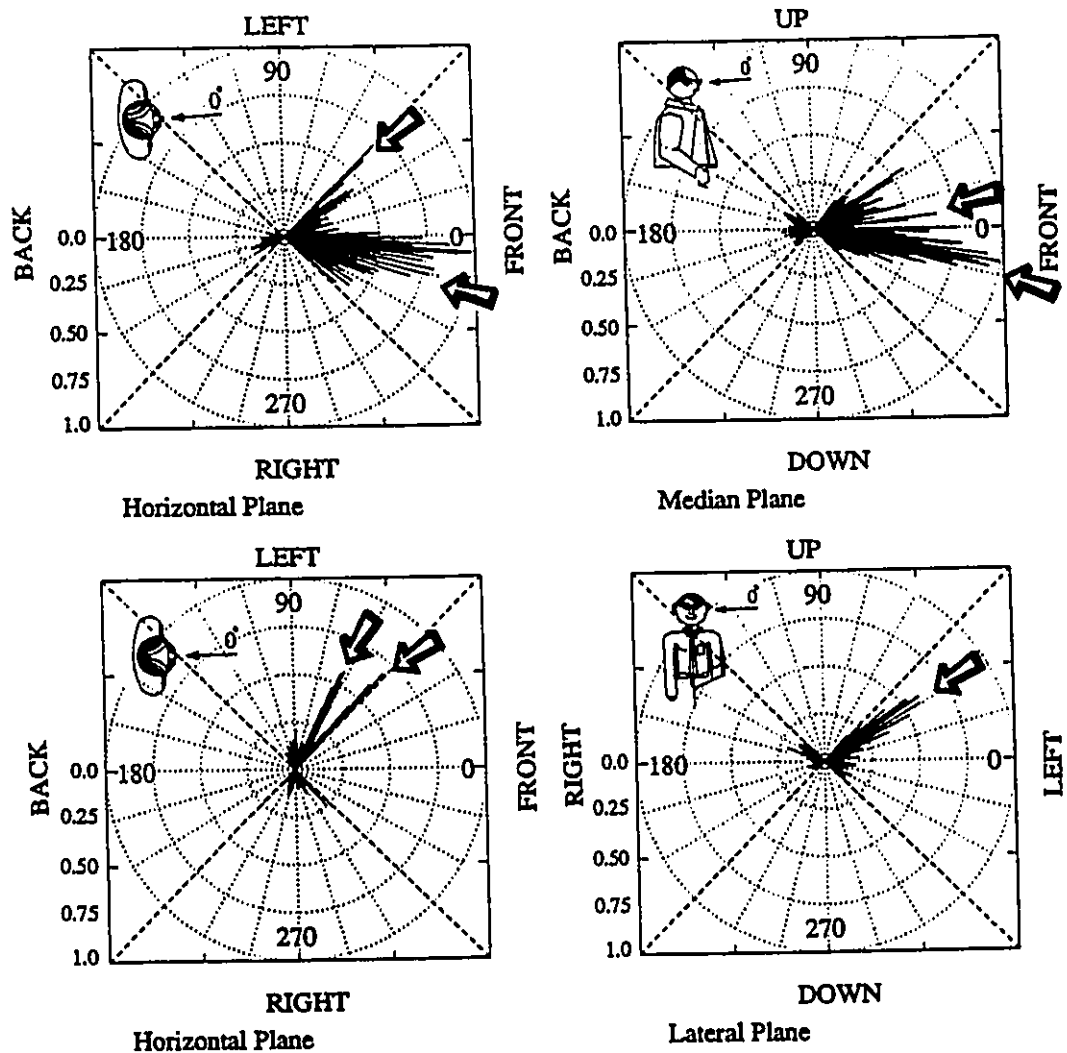 LEFT
90
0°
BACK
0.0
180
0
FRONT
0.25
0.50
0.75
270
1.0
RIGHT
Horizontal Plane
UP
90
0°
BACK
0.0
180
0
FRONT
0.25
0.50
0.75
270
1.0
DOWN
Median Plane
LEFT
90
0°
BACK
0.0
180
0
FRONT
0.25
0.50
0.75
270
1.0
RIGHT
Horizontal Plane
UP
90
0°
RIGHT
0.0
180
0
LEFT
0.25
0.50
0.75
270
1.0
DOWN
Lateral Plane